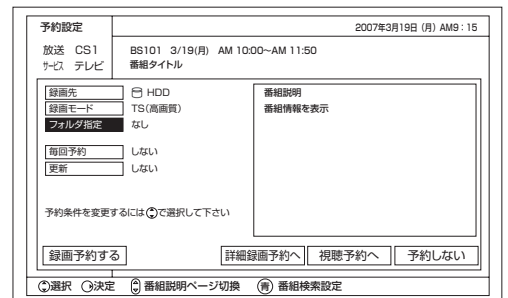 予約設定 2007年3月19日 (月) AM9：15
放送 CS1 BS101 3/19(月) AM 10:00~AM 11:50
ｻｰﾋﾞｽ テレビ 番組タイトル
録画先 HDD
録画モード TS(高画質)
フォルダ指定 なし
毎回予約 しない
更新 しない
予約条件を変更するには で選択して下さい
番組説明
番組情報を表示
録画予約する 詳細録画予約へ 視聴予約へ 予約しない
選択 決定 番組説明ページ切換 青 番組検索設定